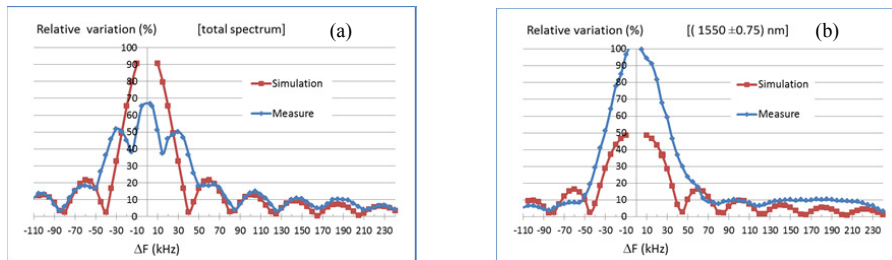 Relative variation (%) [total spectrum] (a)
100
90
80
70
60
50
40
30
20
10
0
Simulation
Measure
-110 -90 -70 -50 -30 -10 10 30 50 70 90 110 130 150 170 190 210 230
ΔF (kHz)
Relative variation (%) [( 1550 ±0.75) nm] (b)
100
90
80
70
60
50
40
30
20
10
0
Simulation
Measure
-110 -90 -70 -50 -30 -10 10 30 50 70 90 110 130 150 170 190 210 230
ΔF (kHz)